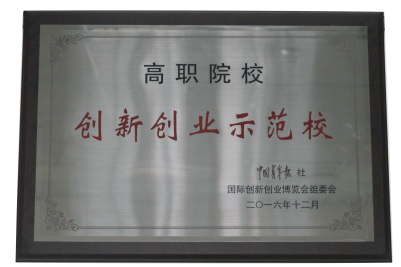 高职院校
创新创业示范校
中国青年报 社
国际创新创业博览会组委会
二〇一六年十二月